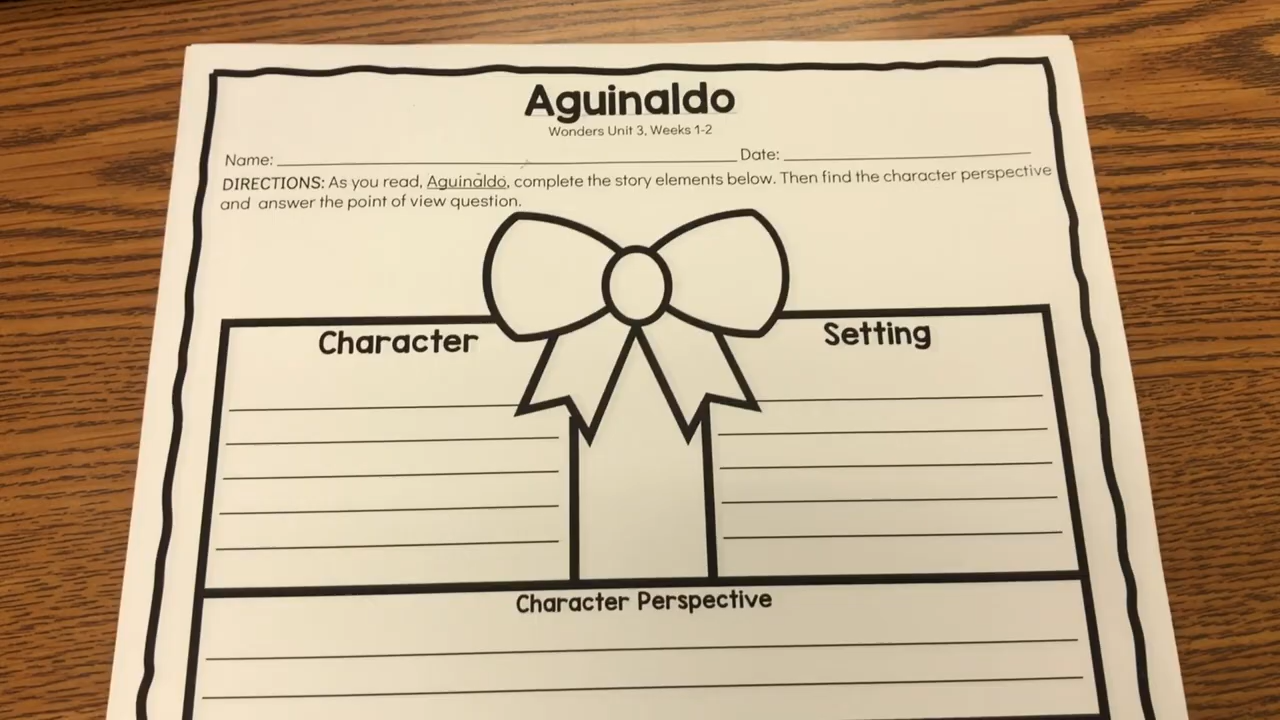 Aguinaldo
Wonders Unit 3, Weeks 1-2
Name: Date:
DIRECTIONS: As you read, Aguinaldo, complete the story elements below. Then find the character perspective
and answer the point of view question.
Character
Setting
Character Perspective